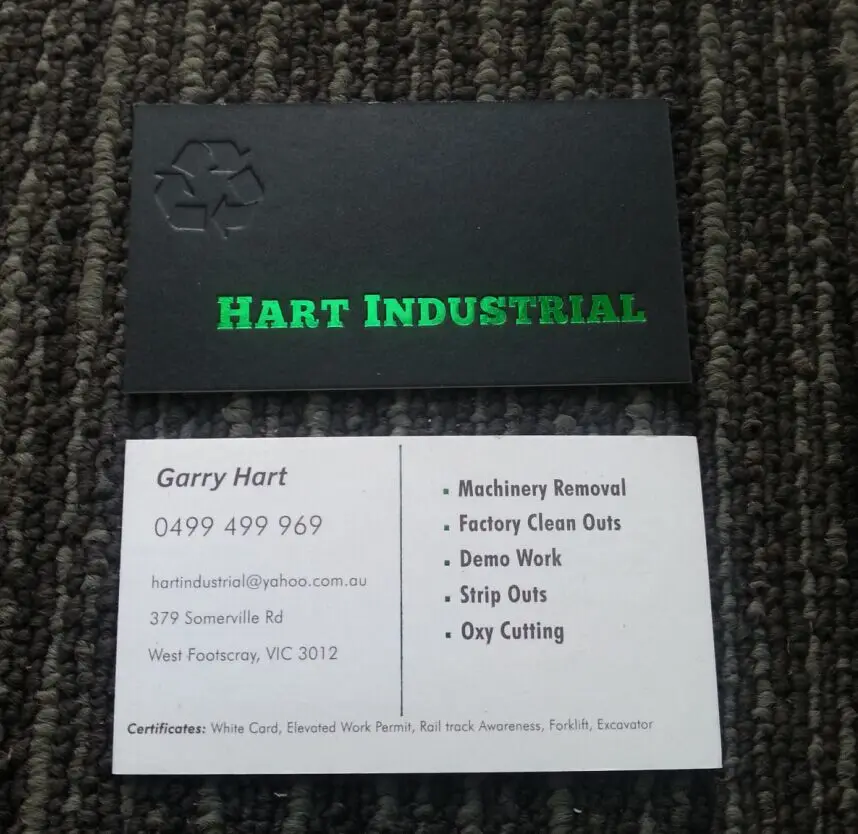 HART INDUSTRIAL
Garry Hart
0499 499 969
hartindustrial@yahoo.com.au
379 Somerville Rd
West Footscray, VIC 3012
▪ Machinery Removal
▪ Factory Clean Outs
▪ Demo Work
▪ Strip Outs
▪ Oxy Cutting
Certificates: White Card, Elevated Work Permit, Rail track Awareness, Forklift, Excavator